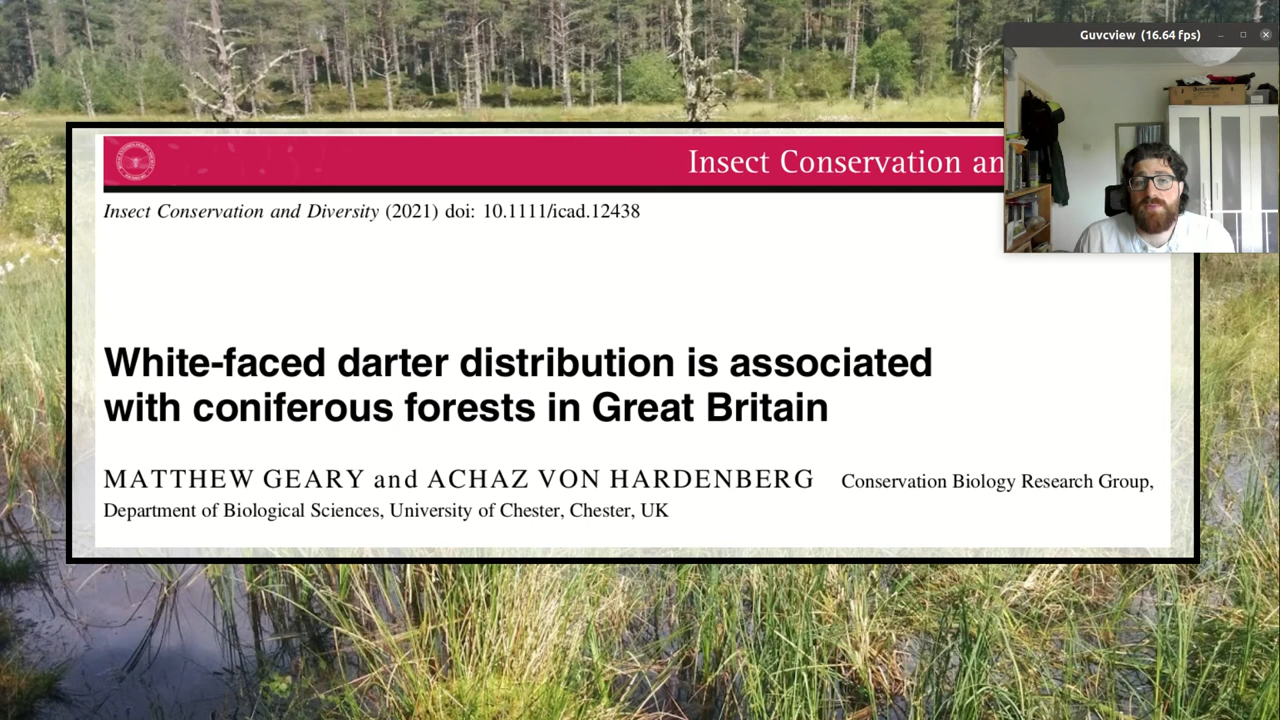 Guvcview (16.64 fps)
Insect Conservation an
Insect Conservation and Diversity (2021) doi: 10.1111/icad.12438
White-faced darter distribution is associated
with coniferous forests in Great Britain
MATTHEW GEARY and ACHAZ VON HARDENBERG Conservation Biology Research Group,
Department of Biological Sciences, University of Chester, Chester, UK